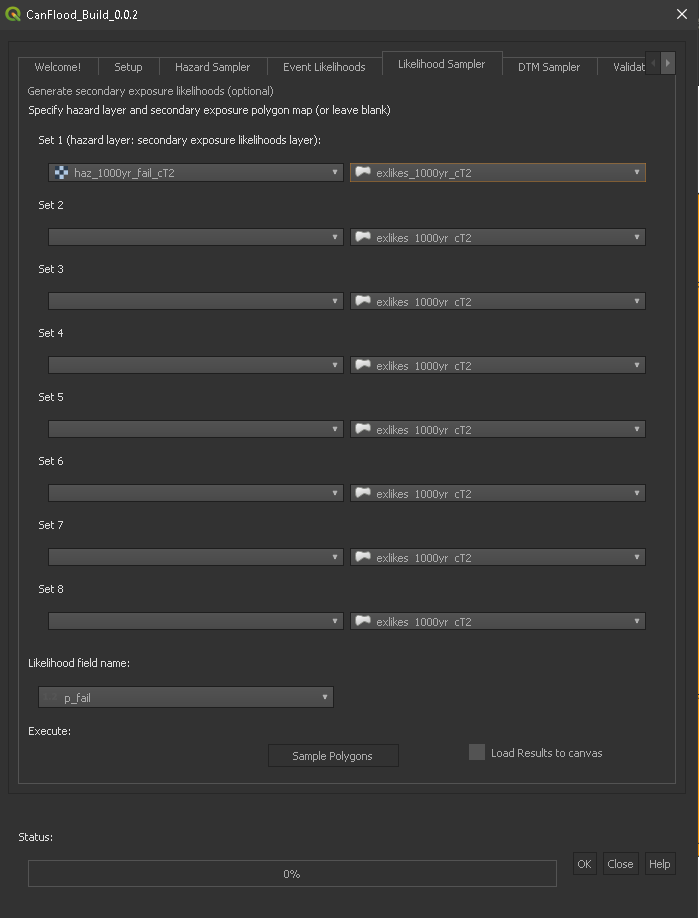 CanFlood_Build_0.0.2
Welcome! Setup Hazard Sampler Event Likelihoods Likelihood Sampler DTM Sampler Validat
Generate secondary exposure likelihoods (optional)
Specify hazard layer and secondary exposure polygon map (or leave blank)
Set 1 (hazard layer: secondary exposure likelihoods layer):
haz_1000yr_fail_cT2 exlikes_1000yr_cT2
Set 2
exlikes_1000yr_cT2
Set 3
exlikes_1000yr_cT2
Set 4
exlikes_1000yr_cT2
Set 5
exlikes_1000yr_cT2
Set 6
exlikes_1000yr_cT2
Set 7
exlikes_1000yr_cT2
Set 8
exlikes_1000yr_cT2
Likelihood field name:
p_fail
Execute:
Sample Polygons Load Results to canvas
Status:
0% OK Close Help